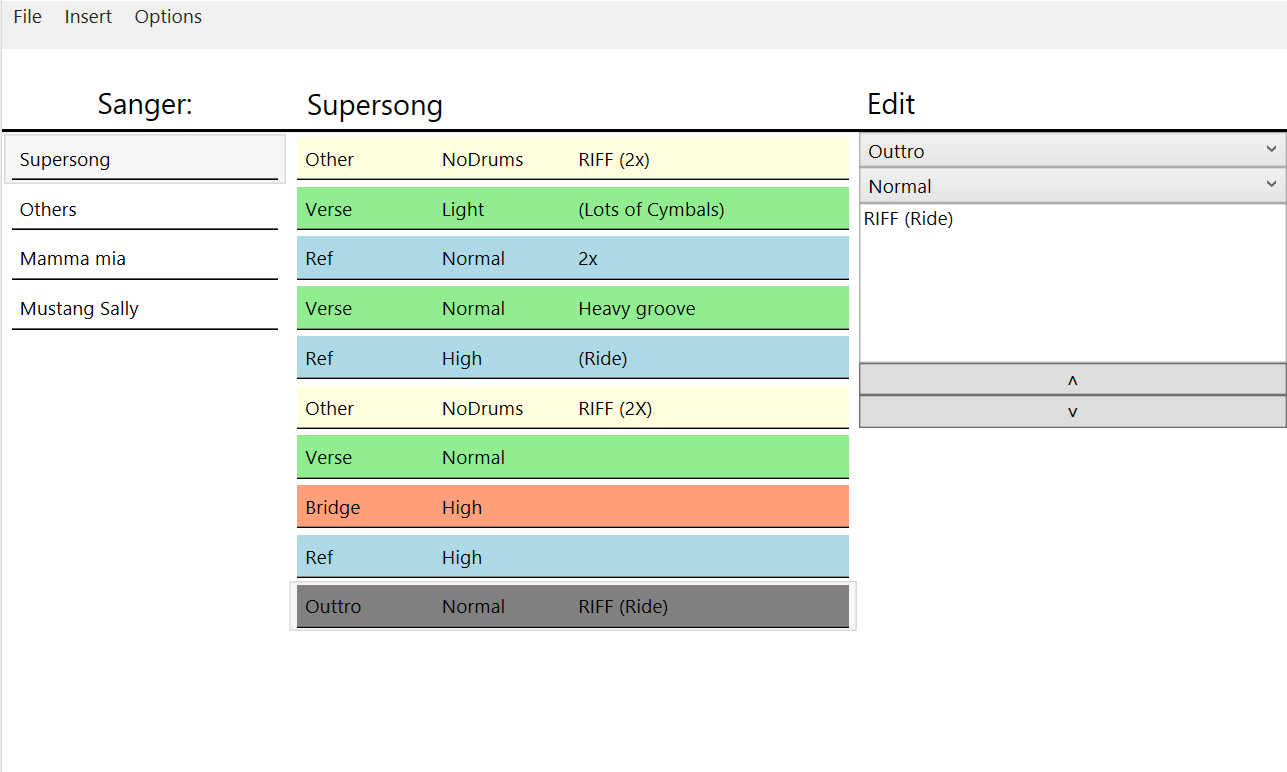 File Insert Options
Sanger: Supersong Edit
Supersong
Others
Mamma mia
Mustang Sally
Other NoDrums RIFF (2x)
Verse Light (Lots of Cymbals)
Ref Normal 2x
Verse Normal Heavy groove
Ref High (Ride)
Other NoDrums RIFF (2X)
Verse Normal
Bridge High
Ref High
Outtro Normal RIFF (Ride)
Outtro
Normal
RIFF (Ride)
˄
˅